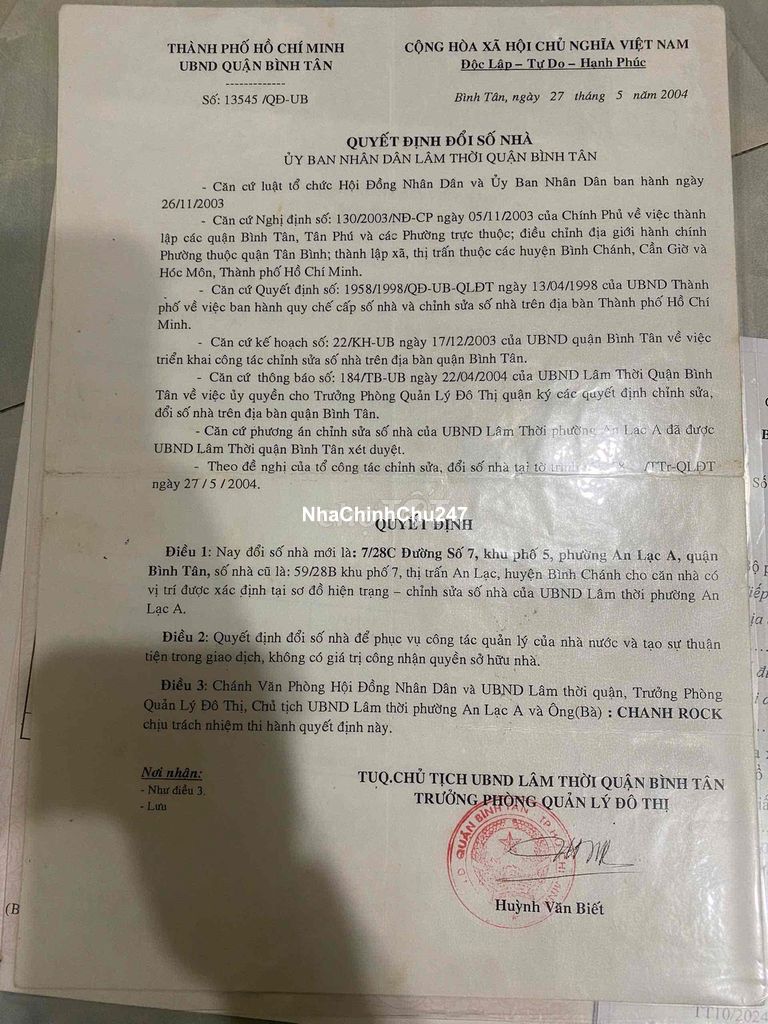 THÀNH PHỐ HỒ CHÍ MINH
UBND QUẬN BÌNH TÂN
-------------
Số: 13545 /QĐ-UB
CỘNG HÒA XÃ HỘI CHỦ NGHĨA VIỆT NAM
Độc Lập – Tự Do – Hạnh Phúc
Bình Tân, ngày 27 tháng 5 năm 2004
QUYẾT ĐỊNH ĐỔI SỐ NHÀ
ỦY BAN NHÂN DÂN LÂM THỜI QUẬN BÌNH TÂN
- Căn cứ luật tổ chức Hội Đồng Nhân Dân và Ủy Ban Nhân Dân ban hành ngày
26/11/2003
- Căn cứ Nghị định số: 130/2003/NĐ-CP ngày 05/11/2003 của Chính Phủ về việc thành
lập các quận Bình Tân, Tân Phú và các Phường trực thuộc; điều chỉnh địa giới hành chính
Phường thuộc quận Tân Bình; thành lập xã, thị trấn thuộc các huyện Bình Chánh, Cần Giờ và
Hóc Môn, Thành phố Hồ Chí Minh.
- Căn cứ Quyết định số: 1958/1998/QĐ-UB-QLĐT ngày 13/04/1998 của UBND Thành
phố về việc ban hành quy chế cấp số nhà và chỉnh sửa số nhà trên địa bàn Thành phố Hồ Chí
Minh.
- Căn cứ kế hoạch số: 22/KH-UB ngày 17/12/2003 của UBND quận Bình Tân về việc
triển khai công tác chỉnh sửa số nhà trên địa bàn quận Bình Tân.
- Căn cứ thông báo số: 184/TB-UB ngày 22/04/2004 của UBND Lâm Thời Quận Bình
Tân về việc ủy quyền cho Trưởng Phòng Quản Lý Đô Thị quận ký các quyết định chỉnh sửa,
đổi số nhà trên địa bàn quận Bình Tân.
- Căn cứ phương án chỉnh sửa số nhà của UBND Lâm Thời phường An Lạc A đã được
UBND Lâm Thời quận Bình Tân xét duyệt.
- Theo đề nghị của tổ công tác chỉnh sửa, đổi số nhà tại tờ trình /TTr-QLĐT
ngày 27 / 5 / 2004.
NhaChinhChu247
QUYẾT ĐỊNH
Điều 1: Nay đổi số nhà mới là: 7/28C Đường Số 7, khu phố 5, phường An Lạc A, quận
Bình Tân, số nhà cũ là: 59/28B khu phố 7, thị trấn An Lạc, huyện Bình Chánh cho căn nhà có
vị trí được xác định tại sơ đồ hiện trạng – chỉnh sửa số nhà của UBND Lâm thời phường An
Lạc A.
Điều 2: Quyết định đổi số nhà để phục vụ công tác quản lý của nhà nước và tạo sự thuận
tiện trong giao dịch, không có giá trị công nhận quyền sở hữu nhà.
Điều 3: Chánh Văn Phòng Hội Đồng Nhân Dân và UBND Lâm thời quận, Trưởng Phòng
Quản Lý Đô Thị, Chủ tịch UBND Lâm thời phường An Lạc A và Ông(Bà) : CHANH ROCK
chịu trách nhiệm thi hành quyết định này.
Nơi nhận:
- Như điều 3.
- Lưu
TUQ.CHỦ TỊCH UBND LÂM THỜI QUẬN BÌNH TÂN
TRƯỞNG PHÒNG QUẢN LÝ ĐÔ THỊ
QUẬN BÌNH TÂN
Huỳnh Văn Biết
(B
TT10/2024